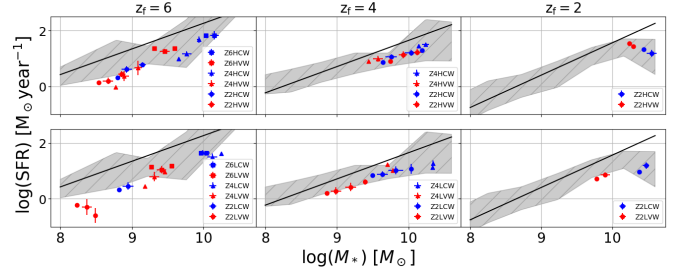 z_f = 6 z_f = 4 z_f = 2
log(SFR) [M_⊙ year⁻¹]
2
0
Z6HCW
Z6HVW
Z4HCW
Z4HVW
Z2HCW
Z2HVW
Z4HCW
Z4HVW
Z2HCW
Z2HVW
Z2HCW
Z2HVW
2
0
Z6LCW
Z6LVW
Z4LCW
Z4LVW
Z2LCW
Z2LVW
Z4LCW
Z4LVW
Z2LCW
Z2LVW
Z2LCW
Z2LVW
8 9 10 8 9 10 8 9 10
log(M_*) [M_⊙]